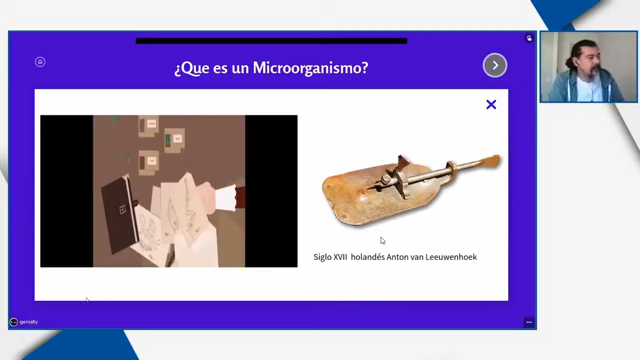 ¿Que es un Microorganismo?
Siglo XVII holandés Anton van Leeuwenhoek
genially